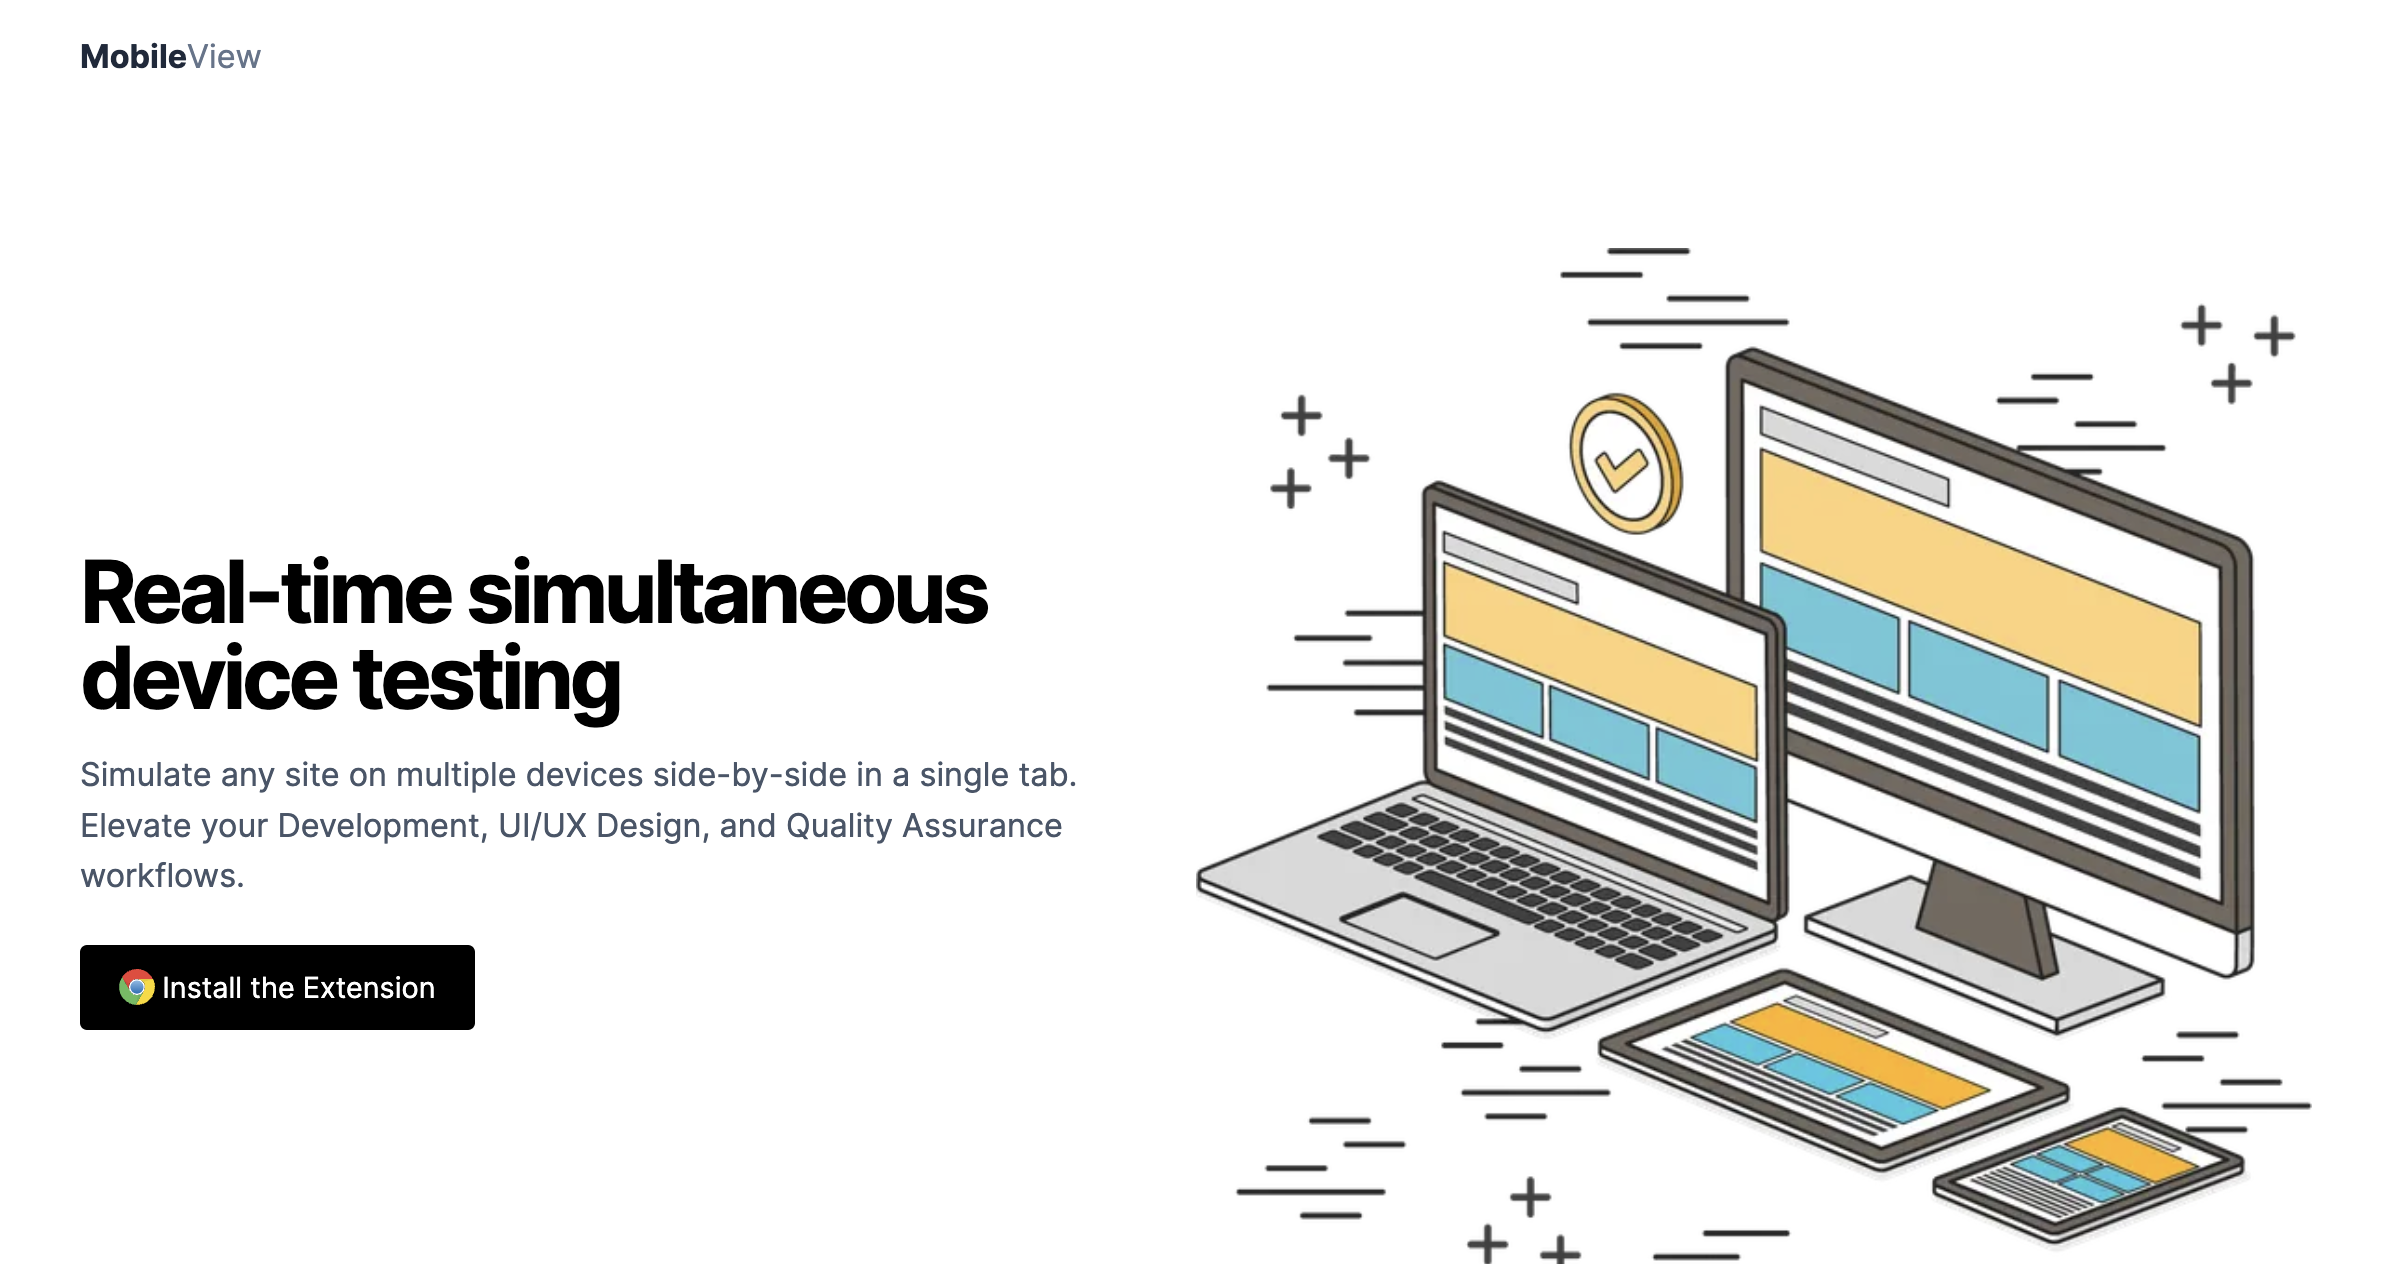 MobileView
Real-time simultaneous
device testing
Simulate any site on multiple devices side-by-side in a single tab.
Elevate your Development, UI/UX Design, and Quality Assurance
workflows.
Install the Extension